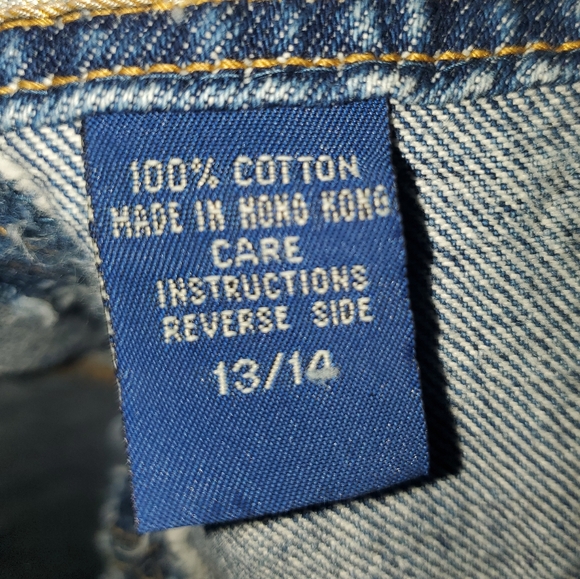 100% COTTON
MADE IN HONG KONG
CARE
INSTRUCTIONS
REVERSE SIDE
13/14